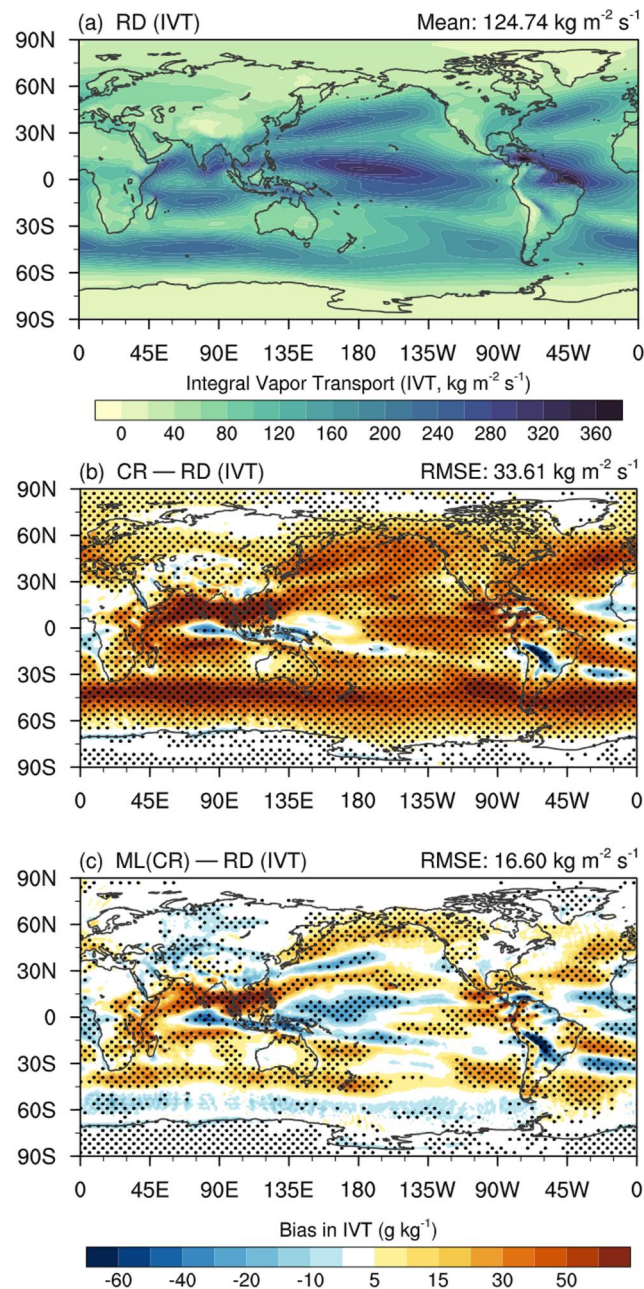 (a) RD (IVT) Mean: 124.74 kg m⁻² s⁻¹
90N
60N
30N
0
30S
60S
90S
0 45E 90E 135E 180 135W 90W 45W 0
Integral Vapor Transport (IVT, kg m⁻² s⁻¹)
0 40 80 120 160 200 240 280 320 360
(b) CR — RD (IVT) RMSE: 33.61 kg m⁻² s⁻¹
90N
60N
30N
0
30S
60S
90S
0 45E 90E 135E 180 135W 90W 45W 0
(c) ML(CR) — RD (IVT) RMSE: 16.60 kg m⁻² s⁻¹
90N
60N
30N
0
30S
60S
90S
0 45E 90E 135E 180 135W 90W 45W 0
Bias in IVT (g kg⁻¹)
-60 -40 -20 -10 5 15 30 50